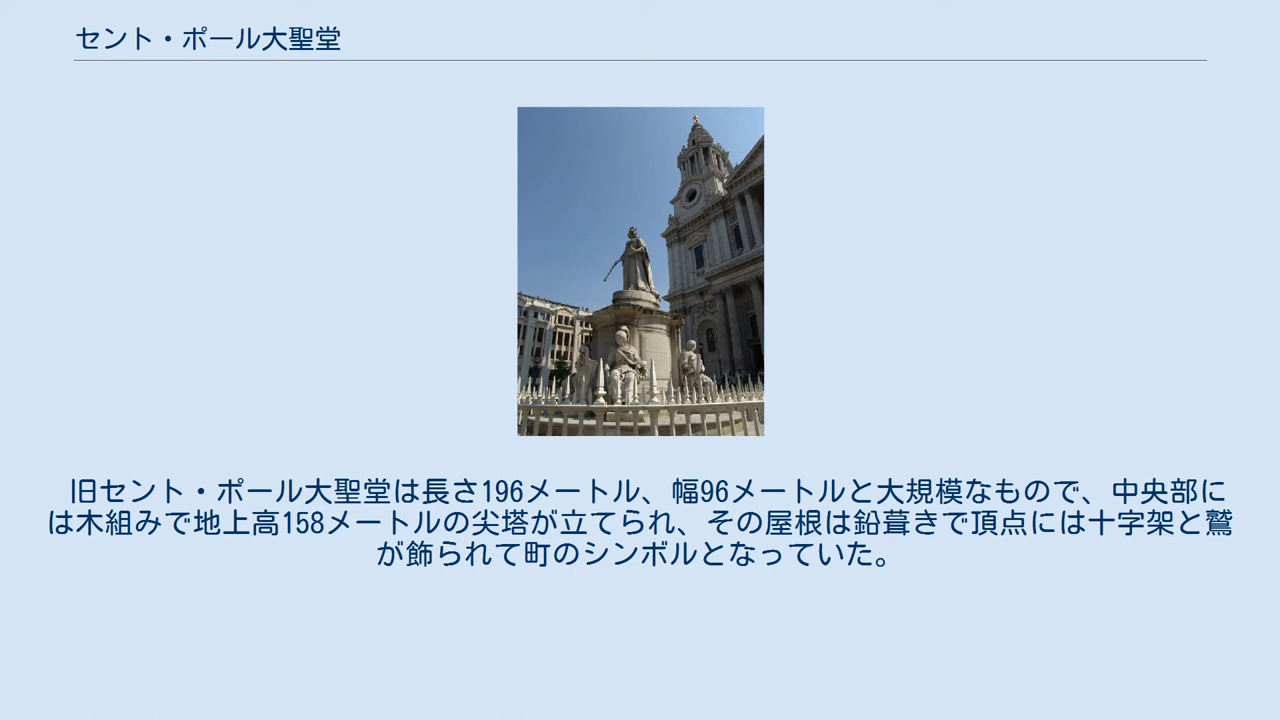 セント・ポール大聖堂
旧セント・ポール大聖堂は長さ196メートル、幅96メートルと大規模なもので、中央部に
は木組みで地上高158メートルの尖塔が立てられ、その屋根は鉛葺きで頂点には十字架と鷲
が飾られて町のシンボルとなっていた。